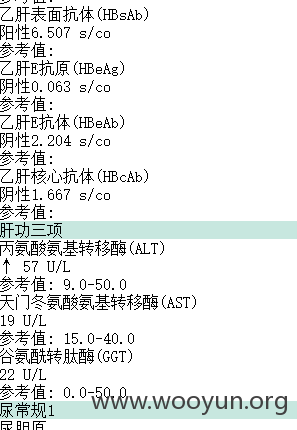 参考值:
乙肝表面抗体(HBsAb)
阳性6.507 s/co
参考值:
乙肝E抗原(HBeAg)
阴性0.063 s/co
参考值:
乙肝E抗体(HBeAb)
阴性2.204 s/co
参考值:
乙肝核心抗体(HBcAb)
阴性1.667 s/co
参考值:
肝功三项
丙氨酸氨基转移酶(ALT)
↑ 57 U/L
参考值: 9.0-50.0
天门冬氨酸氨基转移酶(AST)
19 U/L
参考值: 15.0-40.0
谷氨酰转肽酶(GGT)
22 U/L
参考值: 0.0-50.0
www.wooyun.org
尿常规1
尿胆原